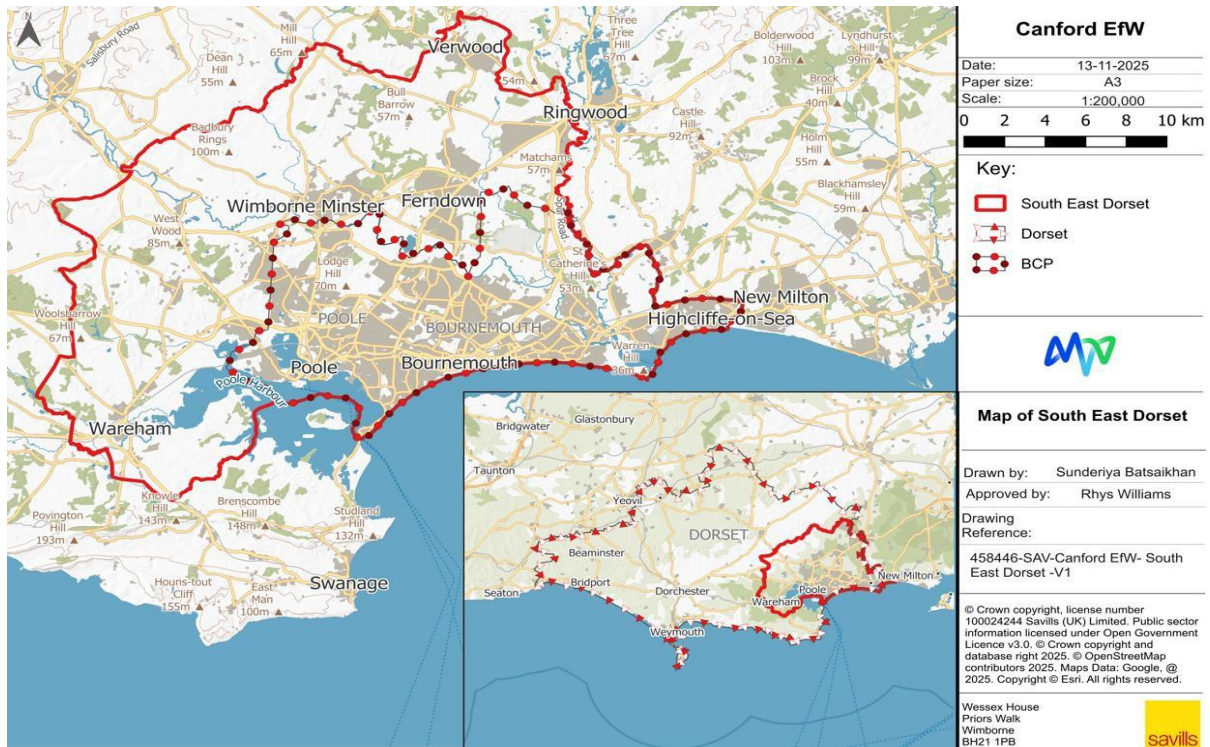 N
Salisbury Road
Mill
Hill
65m
Verwood
Three
Tree
Hill
67m
Bolderwood
Hill
103m
Lyndhurst
Hill
99m
Dean
Hill
55m
54m
Bull
Barrow
57m
Brock
Hill
40m
Ringwood
Castle
Hill
92m
Badbury
Rings
100m
Holm
Hill
55m
Matchams
57m
Blackhamsley
Hill
59m
Wimborne Minster
Ferndown
Spur Road
West
Wood
85m
Lodge
Hill
70m
St
Catherine's
Hill
53m
New Milton
Highcliffe-on-Sea
Woolsbarrow
Hill
67m
POOLE
BOURNEMOUTH
Warren
Hill
36m
Poole
Bournemouth
Poole Harbour
Wareham
Knowle
Hill
143m
Brenscombe
Hill
148m
Studland
Hill
132m
Povington
Hill
193m
Swanage
Houns-tout
Cliff
155m
East
Man
100m
Glastonbury
Bridgwater
Taunton
Yeovil
DORSET
Beaminster
Bridport
Dorchester
Seaton
Weymouth
Wareham
Poole
New Milton
Canford EfW
Date: 13-11-2025
Paper size: A3
Scale: 1:200,000
0 2 4 6 8 10 km
Key:
South East Dorset
Dorset
BCP
Map of South East Dorset
Drawn by: Sunderiya Batsaikhan
Approved by: Rhys Williams
Drawing
Reference:
458446-SAV-Canford EfW- South
East Dorset -V1
© Crown copyright, license number
100024244 Savills (UK) Limited. Public sector
information licensed under Open Government
Licence v3.0. © Crown copyright and
database right 2025. © OpenStreetMap
contributors 2025. Maps Data: Google, @
2025. Copyright © Esri. All rights reserved.
Wessex House
Priors Walk
Wimborne
BH21 1PB
savills